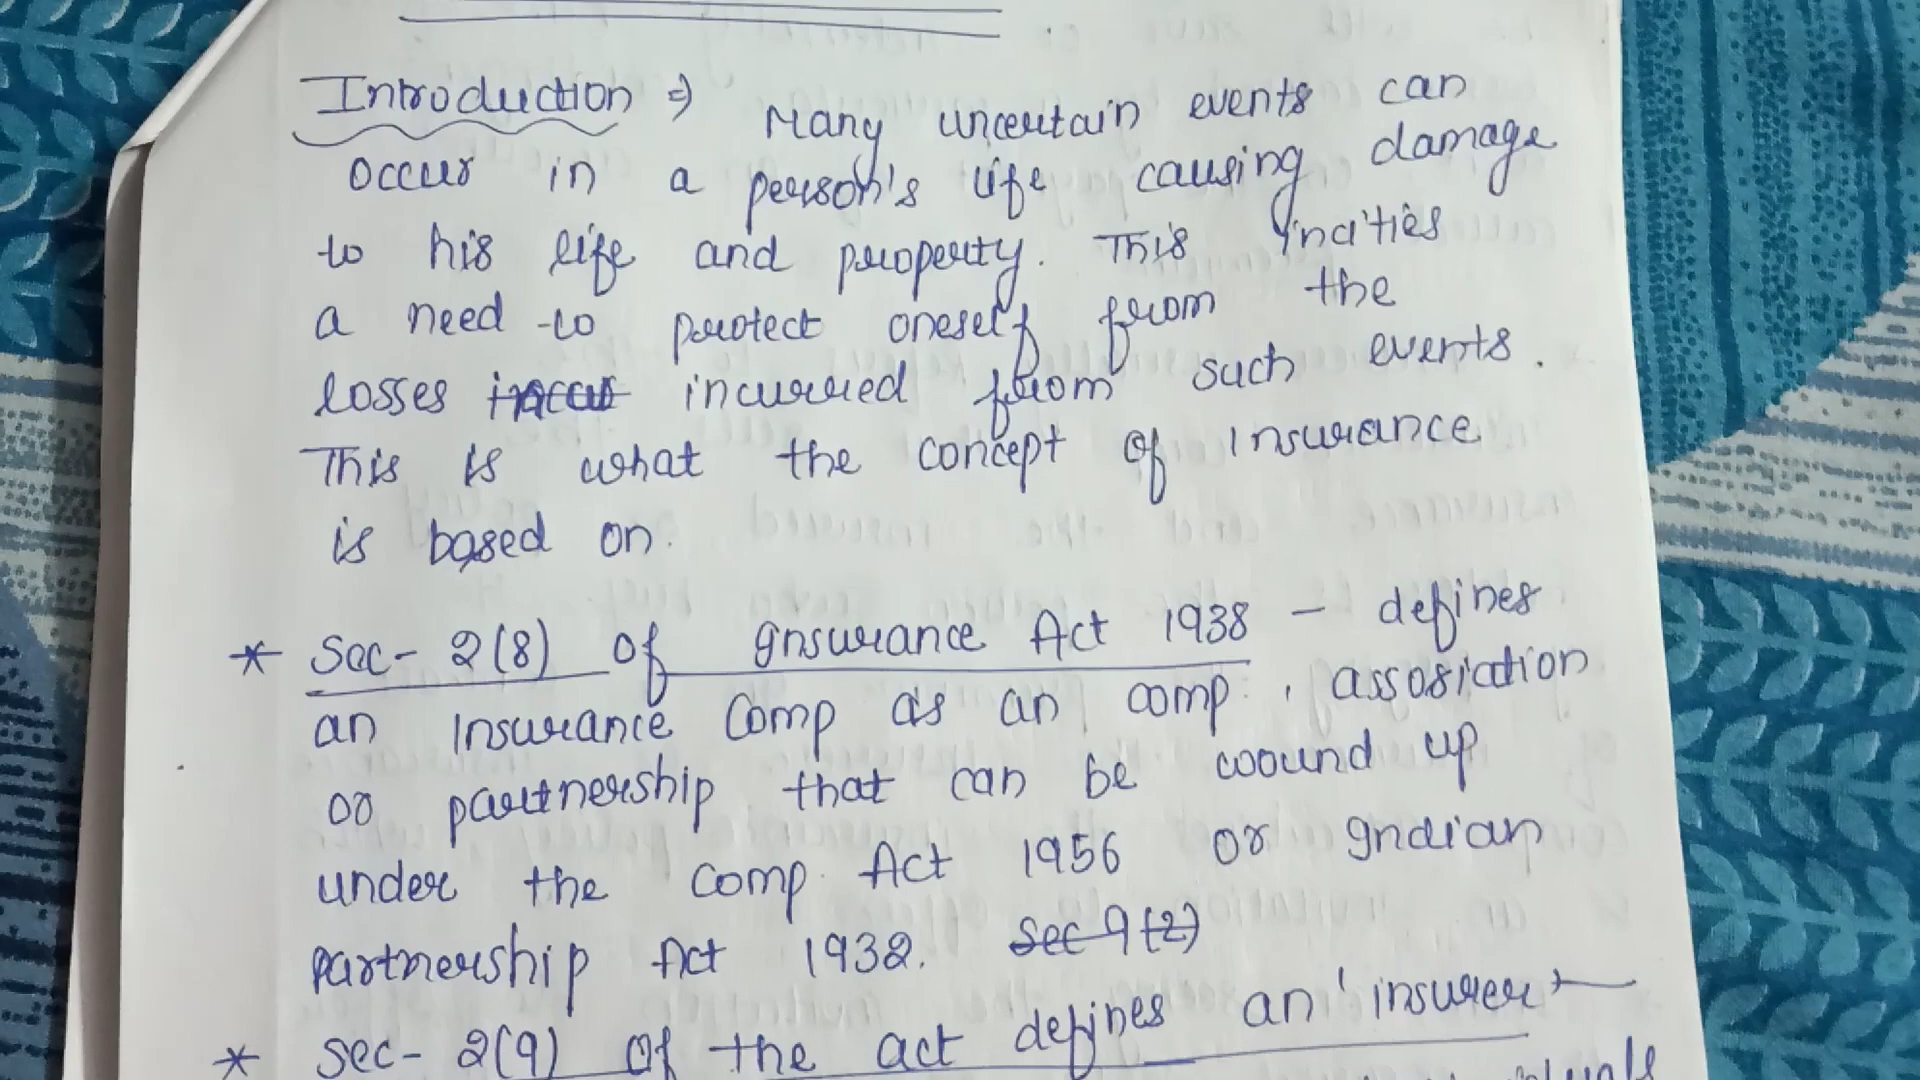 Introduction ⇒ Many uncertain events can
occur in a person's life causing damage
to his life and property. This incities
a need to protect oneself from the
losses incurred from such events.
This is what the concept of insurance
is based on.
* Sec- 2(8) of Insurance Act 1938 - defines
an insurance comp as an comp, assosiation
or partnership that can be woound up
under the comp. Act 1956 or Indian
partnership Act 1932. Sec 9(2)
* Sec- 2(9) of the act defines an 'insurer'